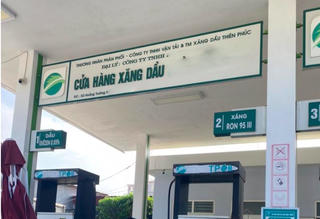 THƯƠNG NHÂN PHÂN PHỐI - CÔNG TY TNHH VẬN TẢI & TM XĂNG DẦU THIÊN PHÚC
ĐẠI LÝ: CÔNG TY TNHH
CỬA HÀNG XĂNG DẦU
DẦU
2
XĂNG
RON 95 III
3